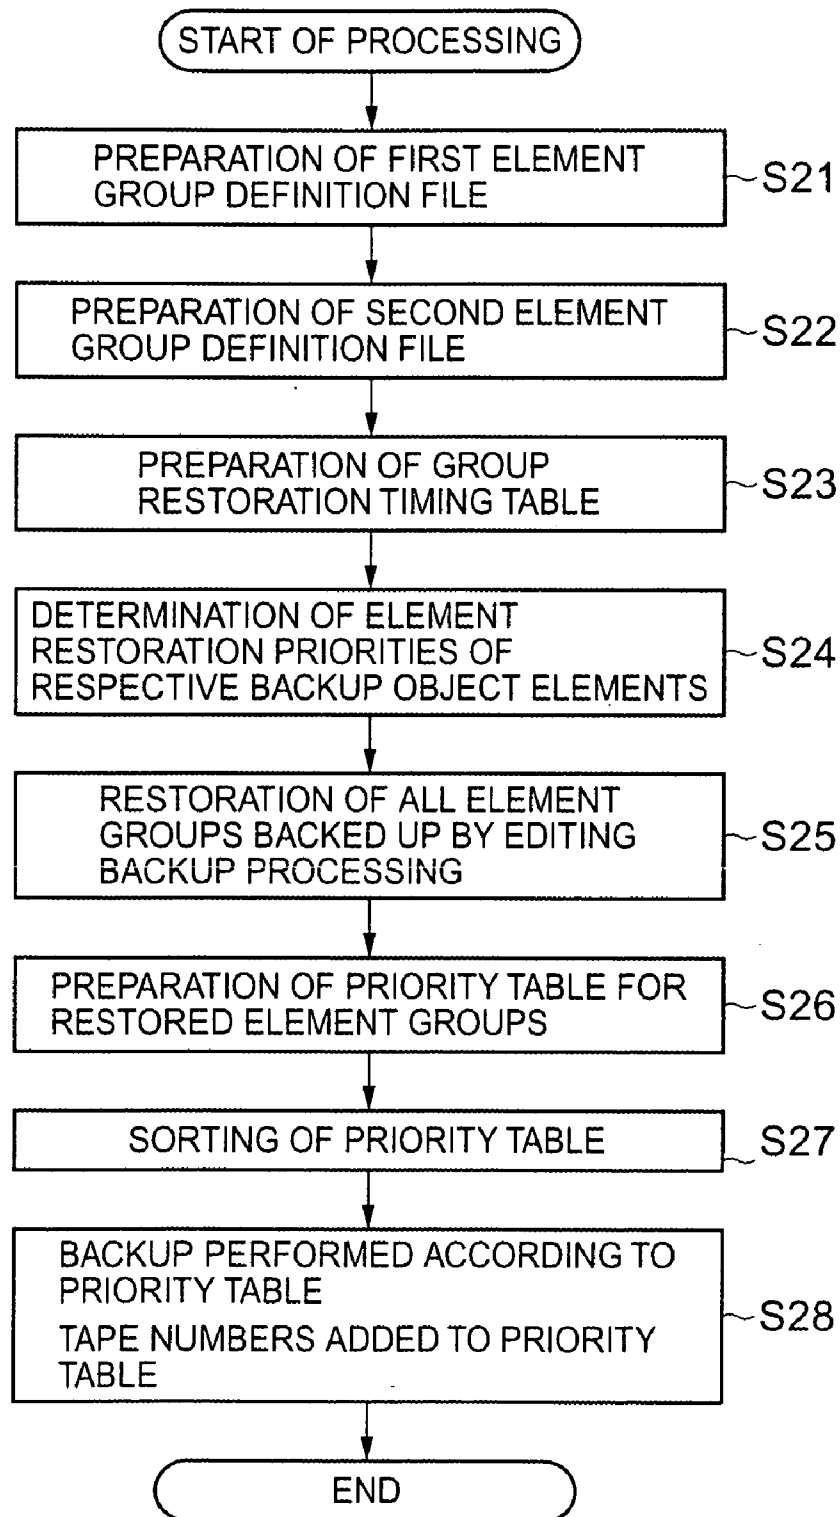 START OF PROCESSING
PREPARATION OF FIRST ELEMENT
GROUP DEFINITION FILE
S21
PREPARATION OF SECOND ELEMENT
GROUP DEFINITION FILE
S22
PREPARATION OF GROUP
RESTORATION TIMING TABLE
S23
DETERMINATION OF ELEMENT
RESTORATION PRIORITIES OF
RESPECTIVE BACKUP OBJECT ELEMENTS
S24
RESTORATION OF ALL ELEMENT
GROUPS BACKED UP BY EDITING
BACKUP PROCESSING
S25
PREPARATION OF PRIORITY TABLE FOR
RESTORED ELEMENT GROUPS
S26
SORTING OF PRIORITY TABLE
S27
BACKUP PERFORMED ACCORDING TO
PRIORITY TABLE
TAPE NUMBERS ADDED TO PRIORITY
TABLE
S28
END